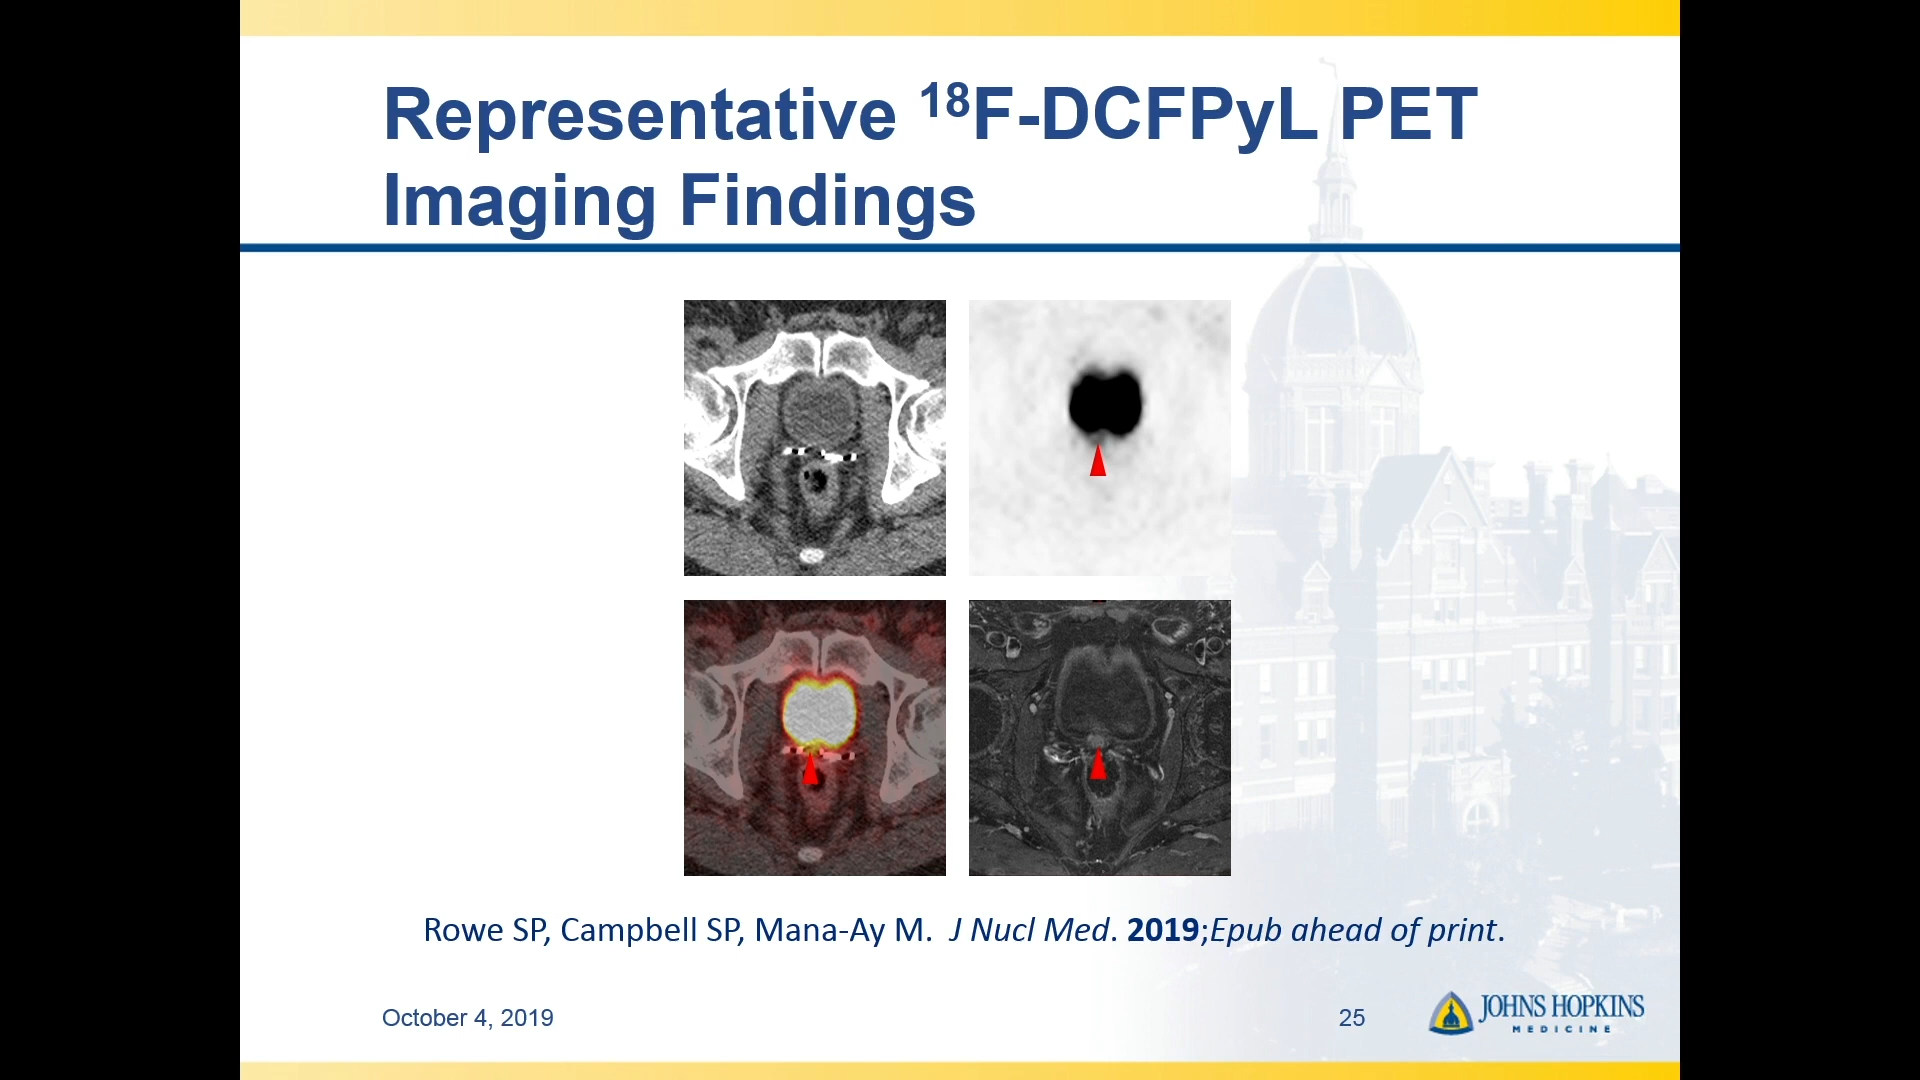 Representative ¹⁸F-DCFPyL PET
Imaging Findings
Rowe SP, Campbell SP, Mana-Ay M. J Nucl Med. 2019;Epub ahead of print.
October 4, 2019
25
JOHNS HOPKINS
MEDICINE